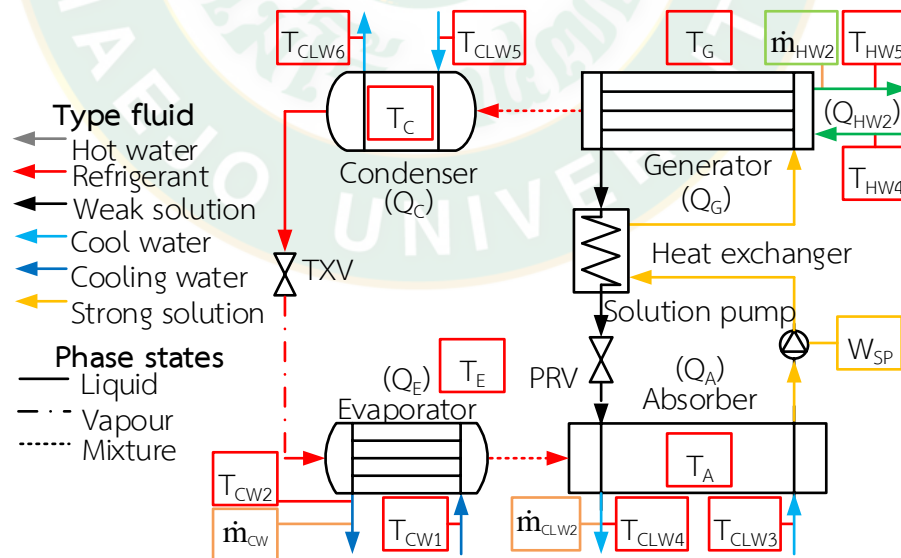 T_CLW6
T_CLW5
T_G
ṁ_HW2
T_HW5
Type fluid
Hot water
Refrigerant
Weak solution
Cool water
Cooling water
Strong solution
T_C
Condenser
(Q_C)
Generator
(Q_G)
(Q_HW2)
T_HW4
TXV
Heat exchanger
Solution pump
W_SP
Phase states
Liquid
Vapour
Mixture
(Q_E)
Evaporator
T_E
PRV
(Q_A)
Absorber
T_A
T_CW2
ṁ_CW
T_CW1
ṁ_CLW2
T_CLW4
T_CLW3
MAEJO UNIVERSITY